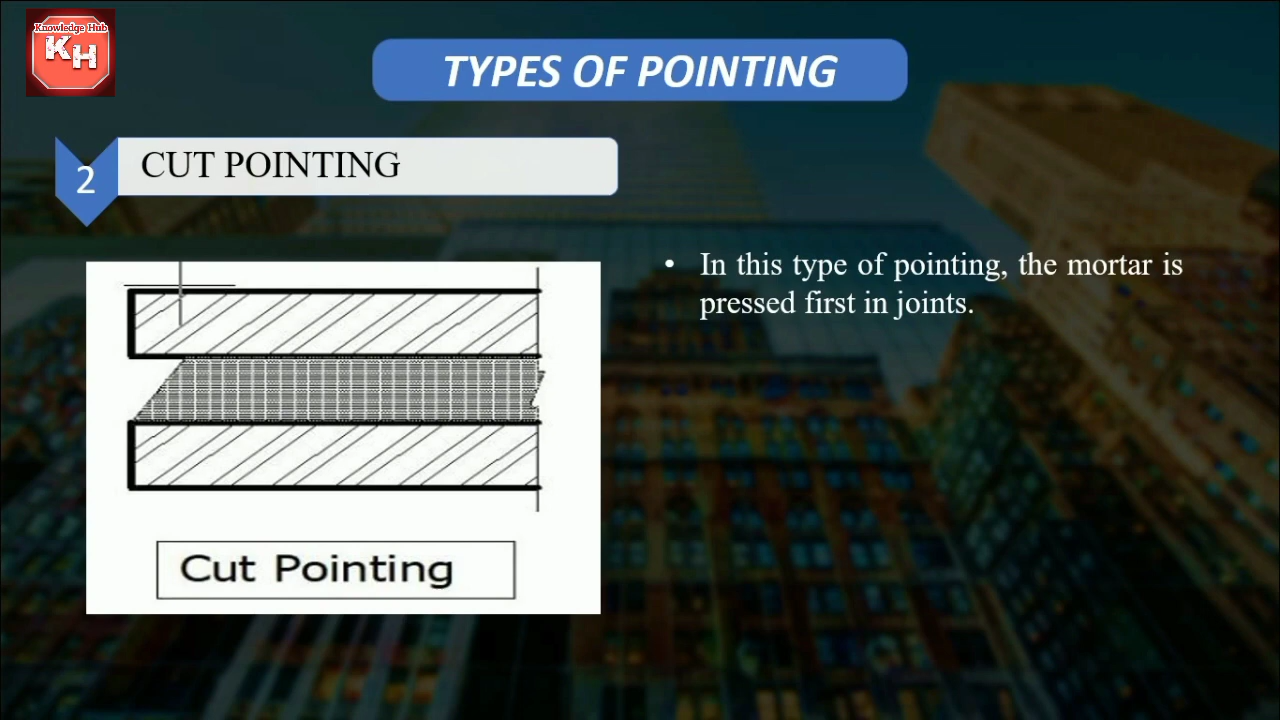 Knowledge Hub
KH
TYPES OF POINTING
2
CUT POINTING
• In this type of pointing, the mortar is
pressed first in joints.
Cut Pointing